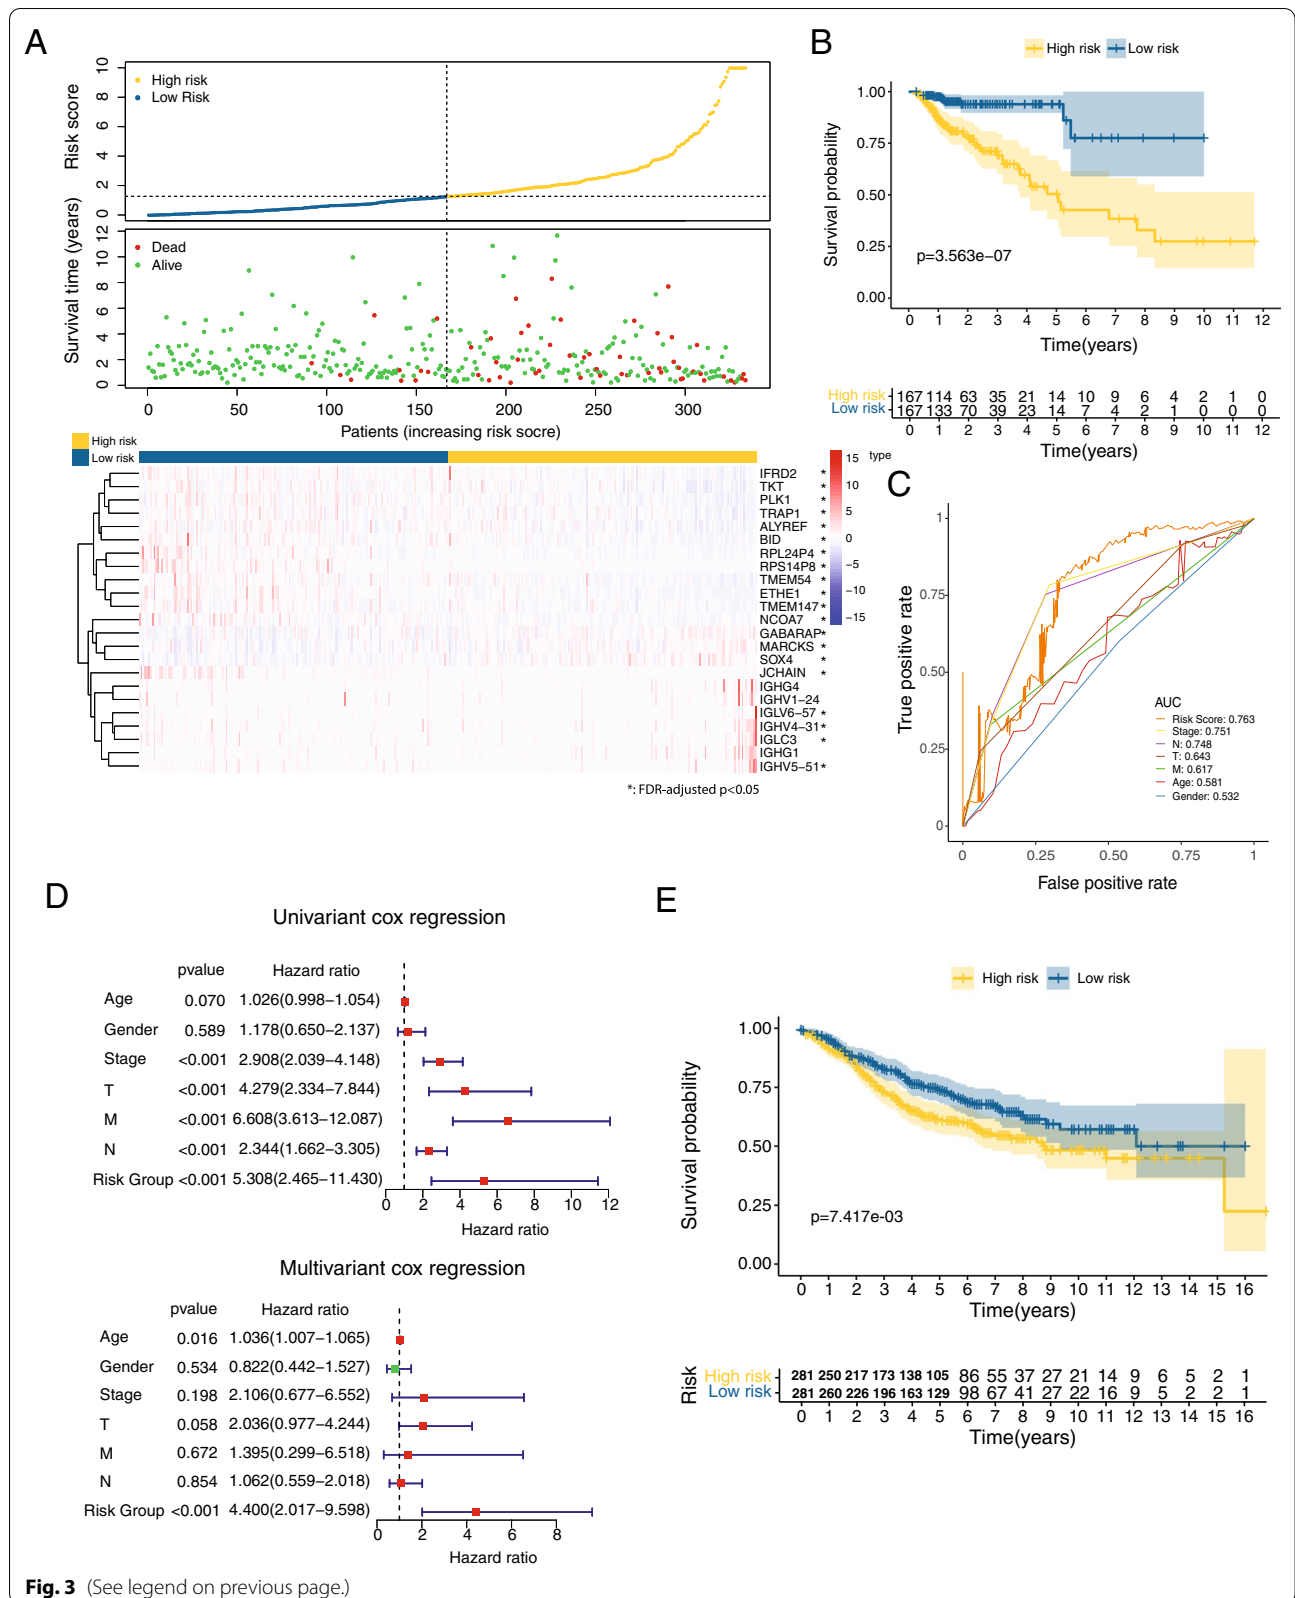 A
Risk score
10
8
6
4
2
0
High risk
Low Risk
Survival time (years)
12
10
8
6
4
2
0
Dead
Alive
0 50 100 150 200 250 300
Patients (increasing risk socre)
High risk
Low risk
IFRD2 *
TKT *
PLK1 *
TRAP1 *
ALYREF *
BID *
RPL24P4 *
RPS14P8 *
TMEM54 *
ETHE1 *
TMEM147 *
NCOA7 *
GABARAP *
MARCKS *
SOX4 *
JCHAIN *
IGHG4
IGHV1−24
IGLV6−57 *
IGHV4−31 *
IGLC3 *
IGHG1
IGHV5−51 *
type
15
10
5
0
−5
−10
−15
*: FDR-adjusted p<0.05
B
High risk Low risk
Survival probability
1.00
0.75
0.50
0.25
0.00
p=3.563e−07
0 1 2 3 4 5 6 7 8 9 10 11 12
Time(years)
High risk 167 114 63 35 21 14 10 9 6 4 2 1 0
Low risk 167 133 70 39 23 14 7 4 2 1 0 0 0
0 1 2 3 4 5 6 7 8 9 10 11 12
Time(years)
C
True positive rate
1
0.75
0.50
0.25
0
AUC
Risk Score: 0.763
Stage: 0.751
N: 0.748
T: 0.643
M: 0.617
Age: 0.581
Gender: 0.532
0 0.25 0.50 0.75 1
False positive rate
D
Univariant cox regression
pvalue Hazard ratio
Age 0.070 1.026(0.998−1.054)
Gender 0.589 1.178(0.650−2.137)
Stage <0.001 2.908(2.039−4.148)
T <0.001 4.279(2.334−7.844)
M <0.001 6.608(3.613−12.087)
N <0.001 2.344(1.662−3.305)
Risk Group <0.001 5.308(2.465−11.430)
0 2 4 6 8 10 12
Hazard ratio
Multivariant cox regression
pvalue Hazard ratio
Age 0.016 1.036(1.007−1.065)
Gender 0.534 0.822(0.442−1.527)
Stage 0.198 2.106(0.677−6.552)
T 0.058 2.036(0.977−4.244)
M 0.672 1.395(0.299−6.518)
N 0.854 1.062(0.559−2.018)
Risk Group <0.001 4.400(2.017−9.598)
0 2 4 6 8
Hazard ratio
E
High risk Low risk
Survival probability
1.00
0.75
0.50
0.25
0.00
p=7.417e-03
0 1 2 3 4 5 6 7 8 9 10 11 12 13 14 15 16
Time(years)
Risk
High risk 281 250 217 173 138 105 86 55 37 27 21 14 9 6 5 2 1
Low risk 281 260 226 196 163 129 98 67 41 27 22 16 9 5 2 2 1
0 1 2 3 4 5 6 7 8 9 10 11 12 13 14 15 16
Time(years)
Fig. 3 (See legend on previous page.)